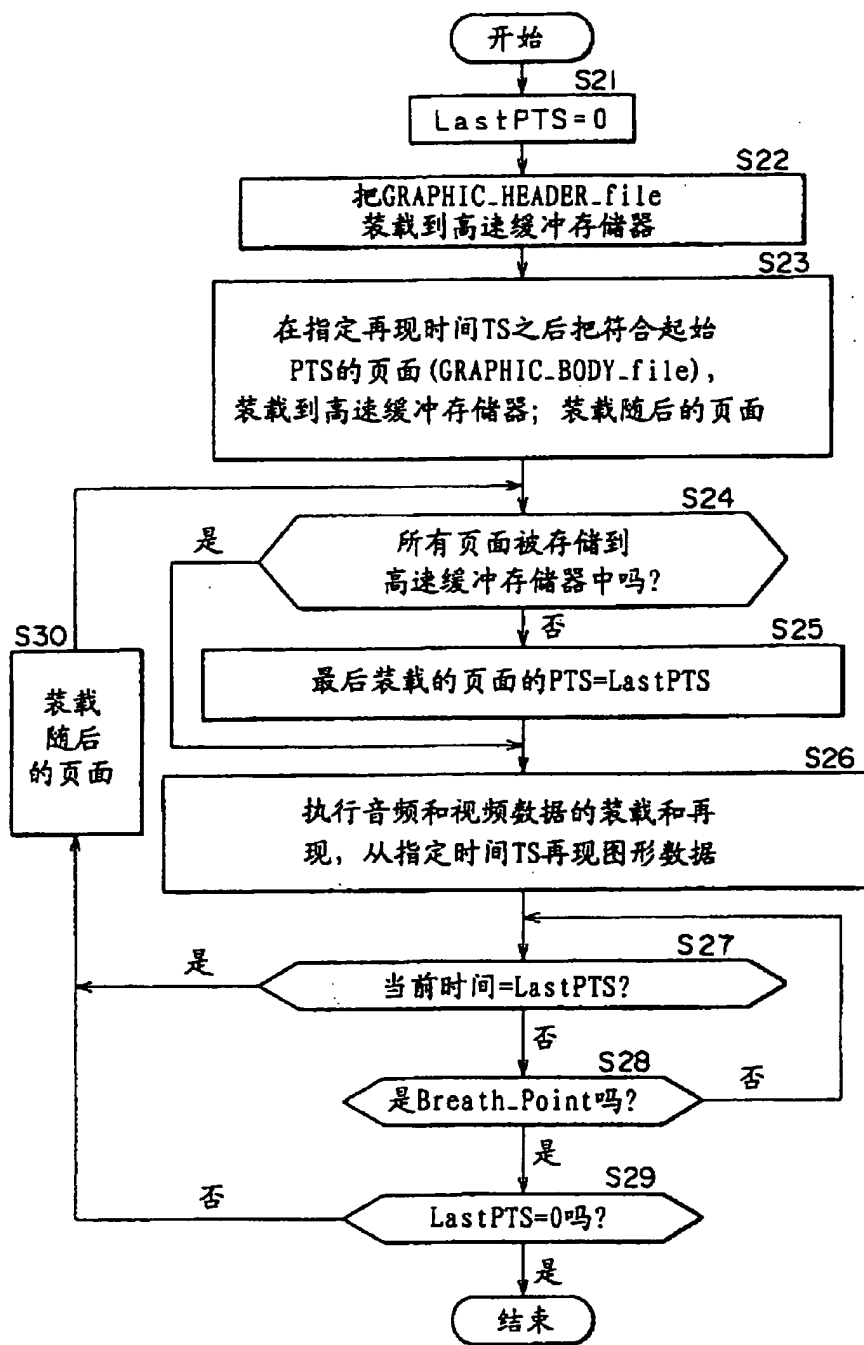 开始
S21
LastPTS=0
S22
把GRAPHIC_HEADER_file
装载到高速缓冲存储器
S23
在指定再现时间TS之后把符合起始
PTS的页面(GRAPHIC_BODY_file),
装载到高速缓冲存储器; 装载随后的页面
S24
是
所有页面被存储到
高速缓冲存储器中吗?
否
S30
S25
装载
随后
的页面
最后装载的页面的PTS=LastPTS
S26
执行音频和视频数据的装载和再
现, 从指定时间TS再现图形数据
S27
是
当前时间=LastPTS?
否
S28
否
是Breath_Point吗?
是
S29
否
LastPTS=0吗?
是
结束